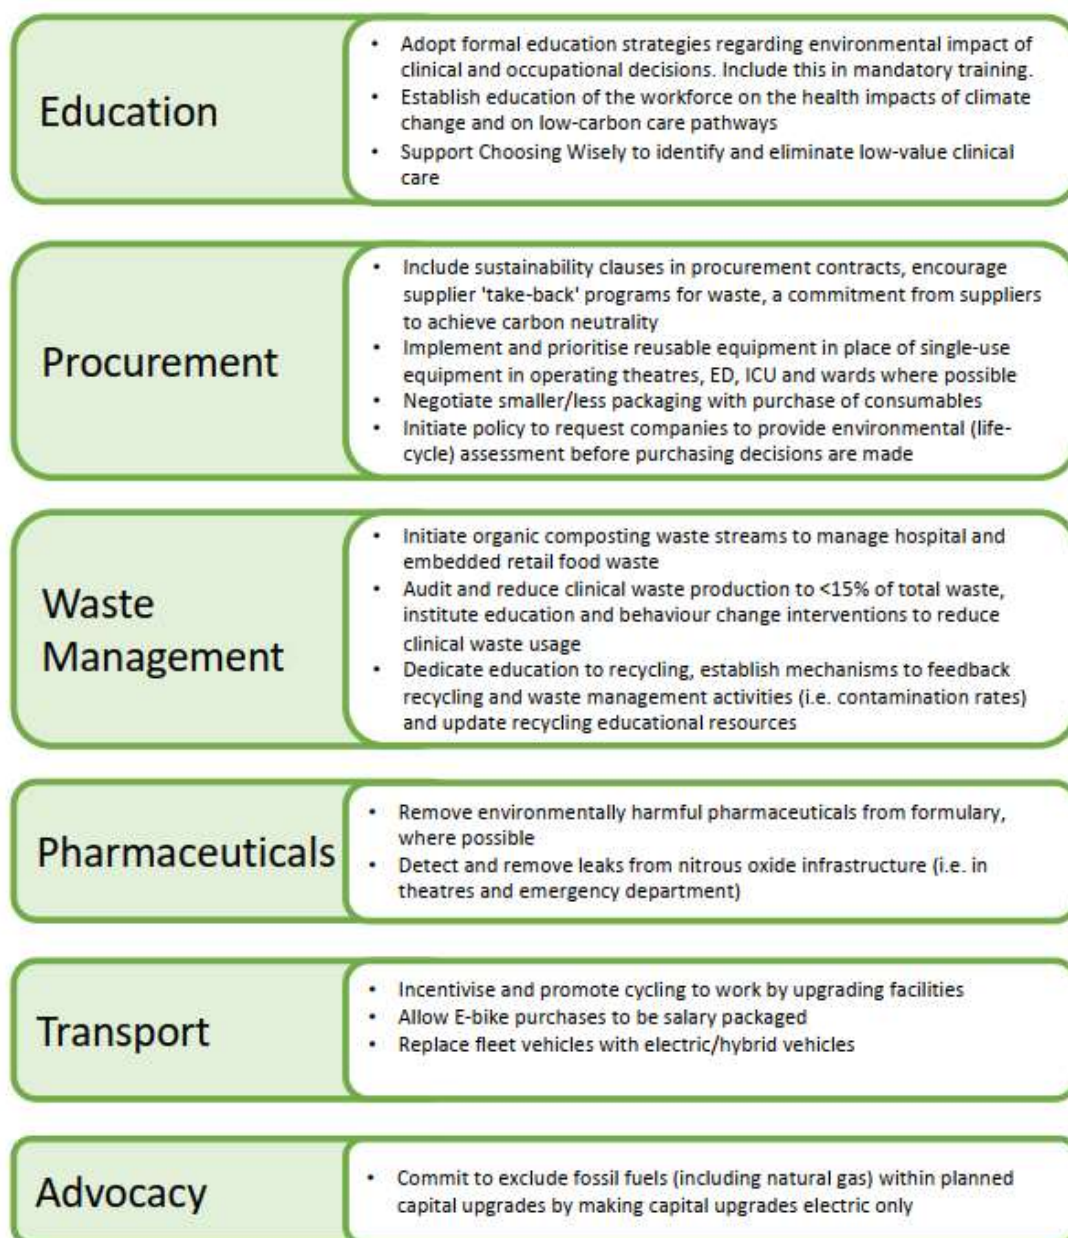 Education
• Adopt formal education strategies regarding environmental impact of
clinical and occupational decisions. Include this in mandatory training.
• Establish education of the workforce on the health impacts of climate
change and on low-carbon care pathways
• Support Choosing Wisely to identify and eliminate low-value clinical
care
Procurement
• Include sustainability clauses in procurement contracts, encourage
supplier 'take-back' programs for waste, a commitment from suppliers
to achieve carbon neutrality
• Implement and prioritise reusable equipment in place of single-use
equipment in operating theatres, ED, ICU and wards where possible
• Negotiate smaller/less packaging with purchase of consumables
• Initiate policy to request companies to provide environmental (life-
cycle) assessment before purchasing decisions are made
Waste
Management
• Initiate organic composting waste streams to manage hospital and
embedded retail food waste
• Audit and reduce clinical waste production to <15% of total waste,
institute education and behaviour change interventions to reduce
clinical waste usage
• Dedicate education to recycling, establish mechanisms to feedback
recycling and waste management activities (i.e. contamination rates)
and update recycling educational resources
Pharmaceuticals
• Remove environmentally harmful pharmaceuticals from formulary,
where possible
• Detect and remove leaks from nitrous oxide infrastructure (i.e. in
theatres and emergency department)
Transport
• Incentivise and promote cycling to work by upgrading facilities
• Allow E-bike purchases to be salary packaged
• Replace fleet vehicles with electric/hybrid vehicles
Advocacy
• Commit to exclude fossil fuels (including natural gas) within planned
capital upgrades by making capital upgrades electric only